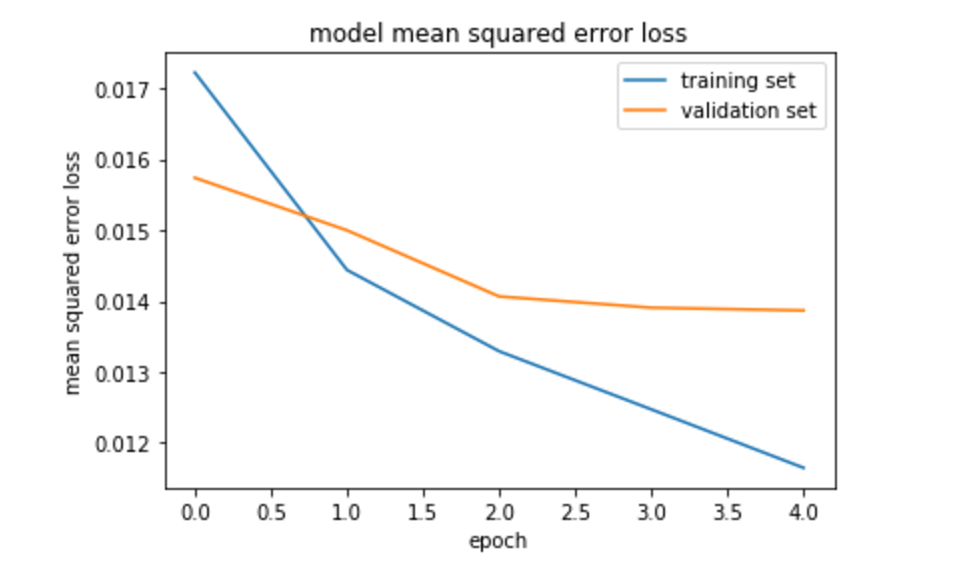 model mean squared error loss
training set
validation set
mean squared error loss
0.017
0.016
0.015
0.014
0.013
0.012
0.0 0.5 1.0 1.5 2.0 2.5 3.0 3.5 4.0
epoch